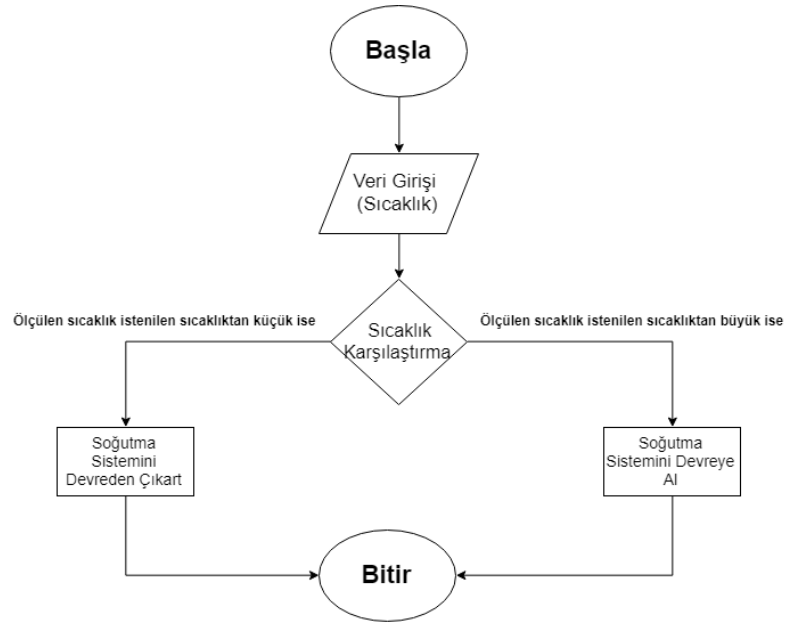 Başla
Veri Girişi
(Sıcaklık)
Ölçülen sıcaklık istenilen sıcaklıktan küçük ise
Ölçülen sıcaklık istenilen sıcaklıktan büyük ise
Sıcaklık
Karşılaştırma
Soğutma
Sistemini
Devreden Çıkart
Soğutma
Sistemini Devreye
Al
Bitir